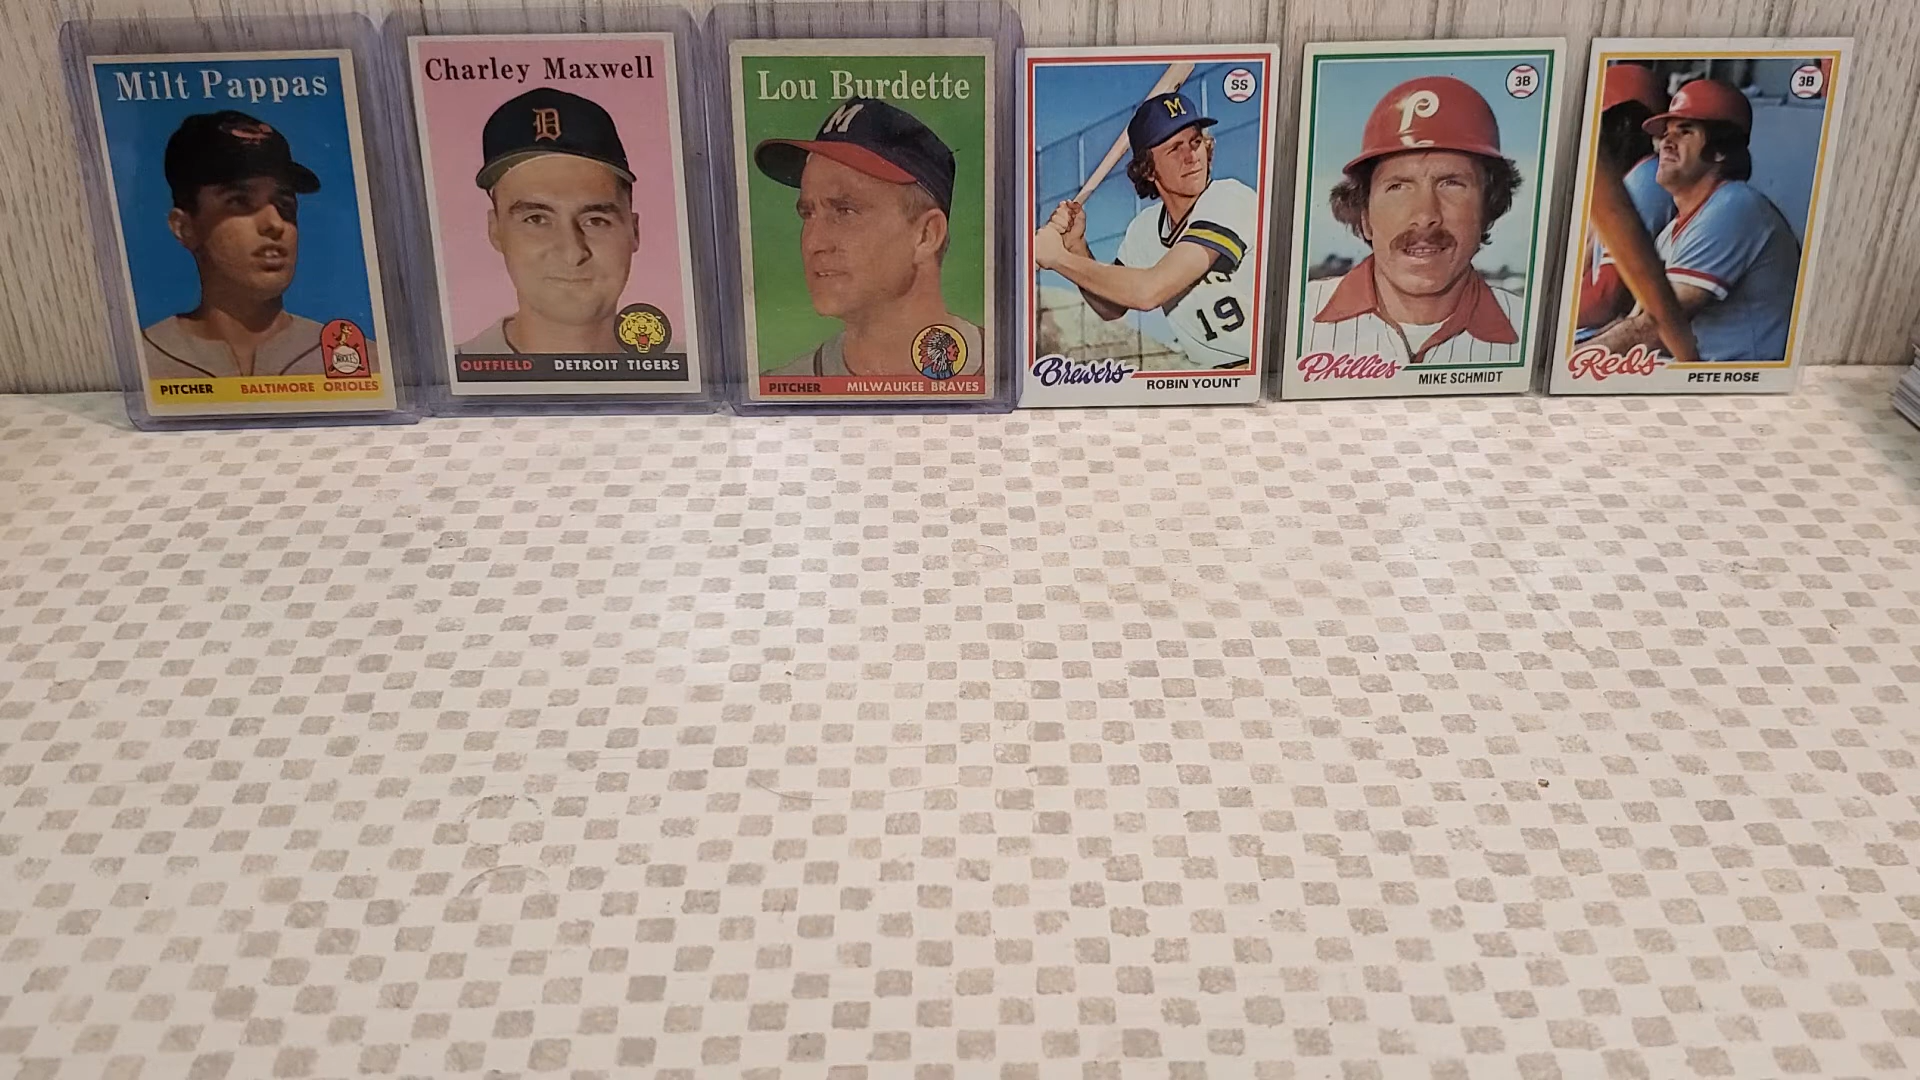 Milt Pappas
PITCHER BALTIMORE ORIOLES
Charley Maxwell
D
OUTFIELD DETROIT TIGERS
Lou Burdette
M
PITCHER MILWAUKEE BRAVES
SS
M
19
Brewers ROBIN YOUNT
3B
P
Phillies MIKE SCHMIDT
3B
Reds PETE ROSE